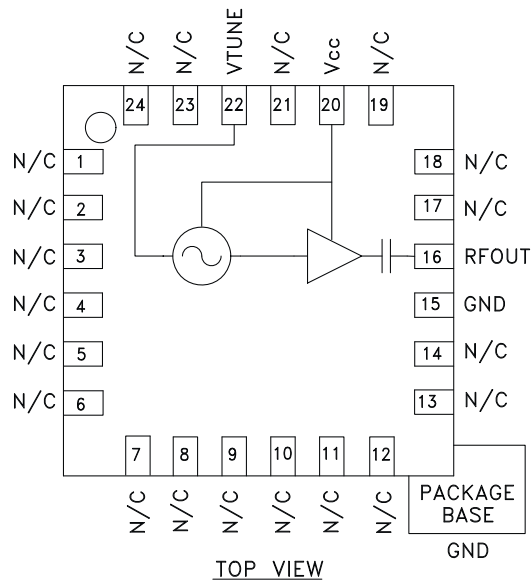 N/C N/C VTUNE N/C Vcc N/C
24 23 22 21 20 19
N/C 1
N/C 2
N/C 3
N/C 4
N/C 5
N/C 6
18 N/C
17 N/C
16 RFOUT
15 GND
14 N/C
13 N/C
7 8 9 10 11 12
N/C N/C N/C N/C N/C N/C
PACKAGE
BASE
GND
TOP VIEW